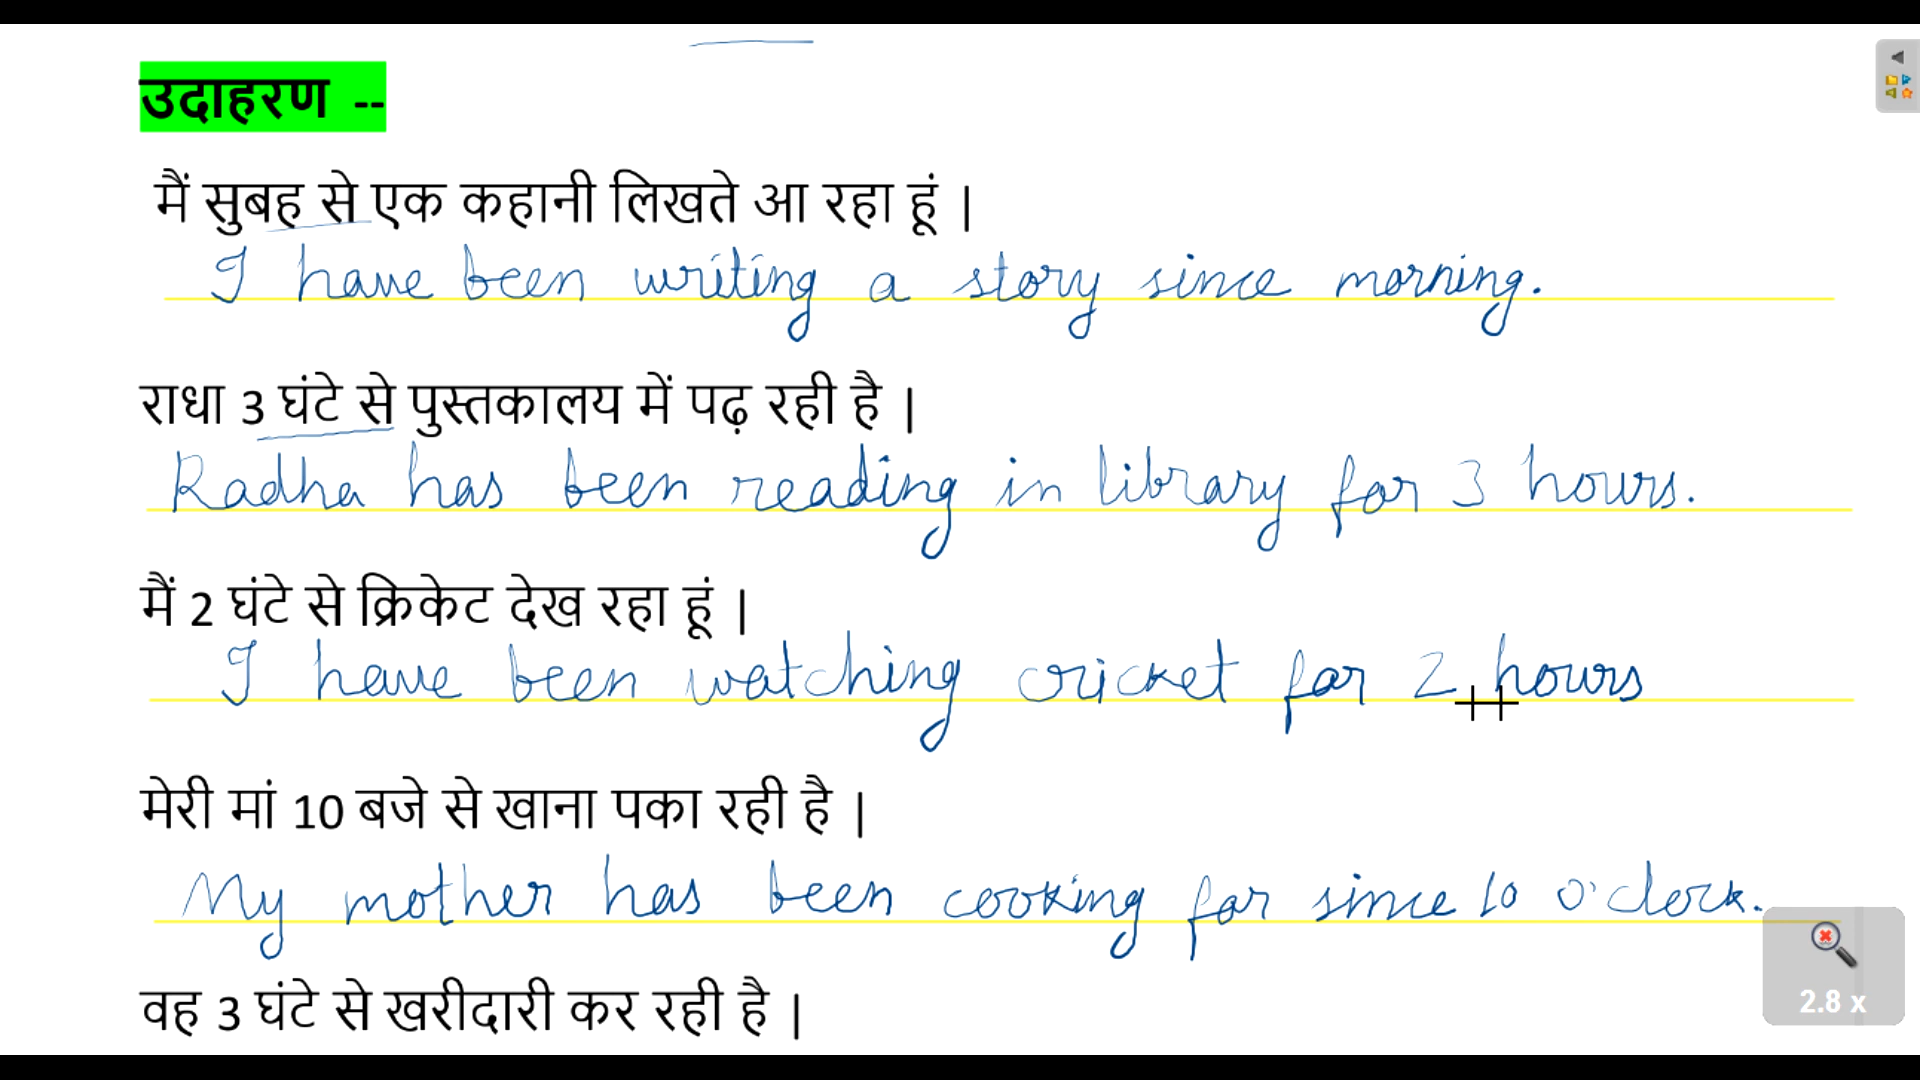 उदाहरण --
मैं सुबह से एक कहानी लिखते आ रहा हूं |
I have been writing a story since morning.
राधा 3 घंटे से पुस्तकालय में पढ़ रही है |
Radha has been reading in library for 3 hours.
मैं 2 घंटे से क्रिकेट देख रहा हूं |
I have been watching cricket for 2 hours
मेरी मां 10 बजे से खाना पका रही है |
My mother has been cooking for since 10 o'clock.
वह 3 घंटे से खरीदारी कर रही है |
2.8 x